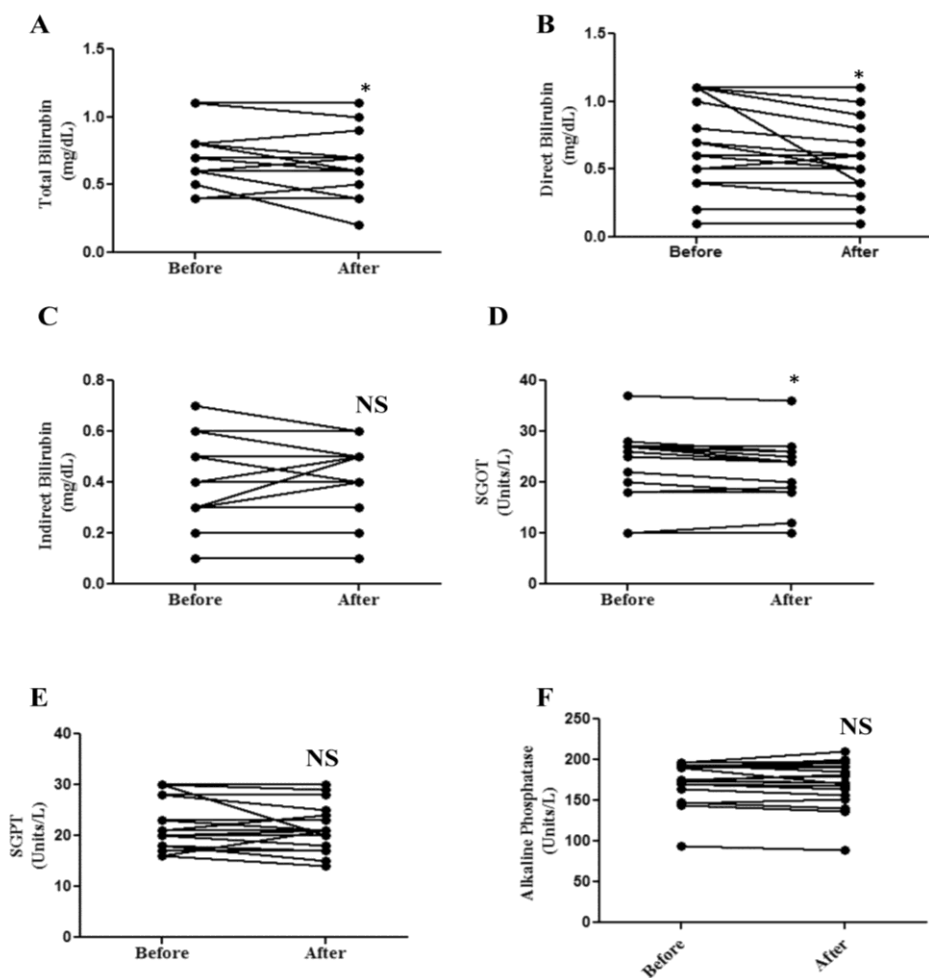 A
Total Bilirubin
(mg/dL)
1.5
1.0
0.5
0.0
*
Before
After
B
Direct Bilirubin
(mg/dL)
1.5
1.0
0.5
0.0
*
Before
After
C
Indirect Bilirubin
(mg/dL)
0.8
0.6
0.4
0.2
0.0
NS
Before
After
D
SGOT
(Units/L)
40
30
20
10
0
*
Before
After
E
SGPT
(Units/L)
40
30
20
10
0
NS
Before
After
F
Alkaline Phosphatase
(Units/L)
250
200
150
100
50
0
NS
Before
After